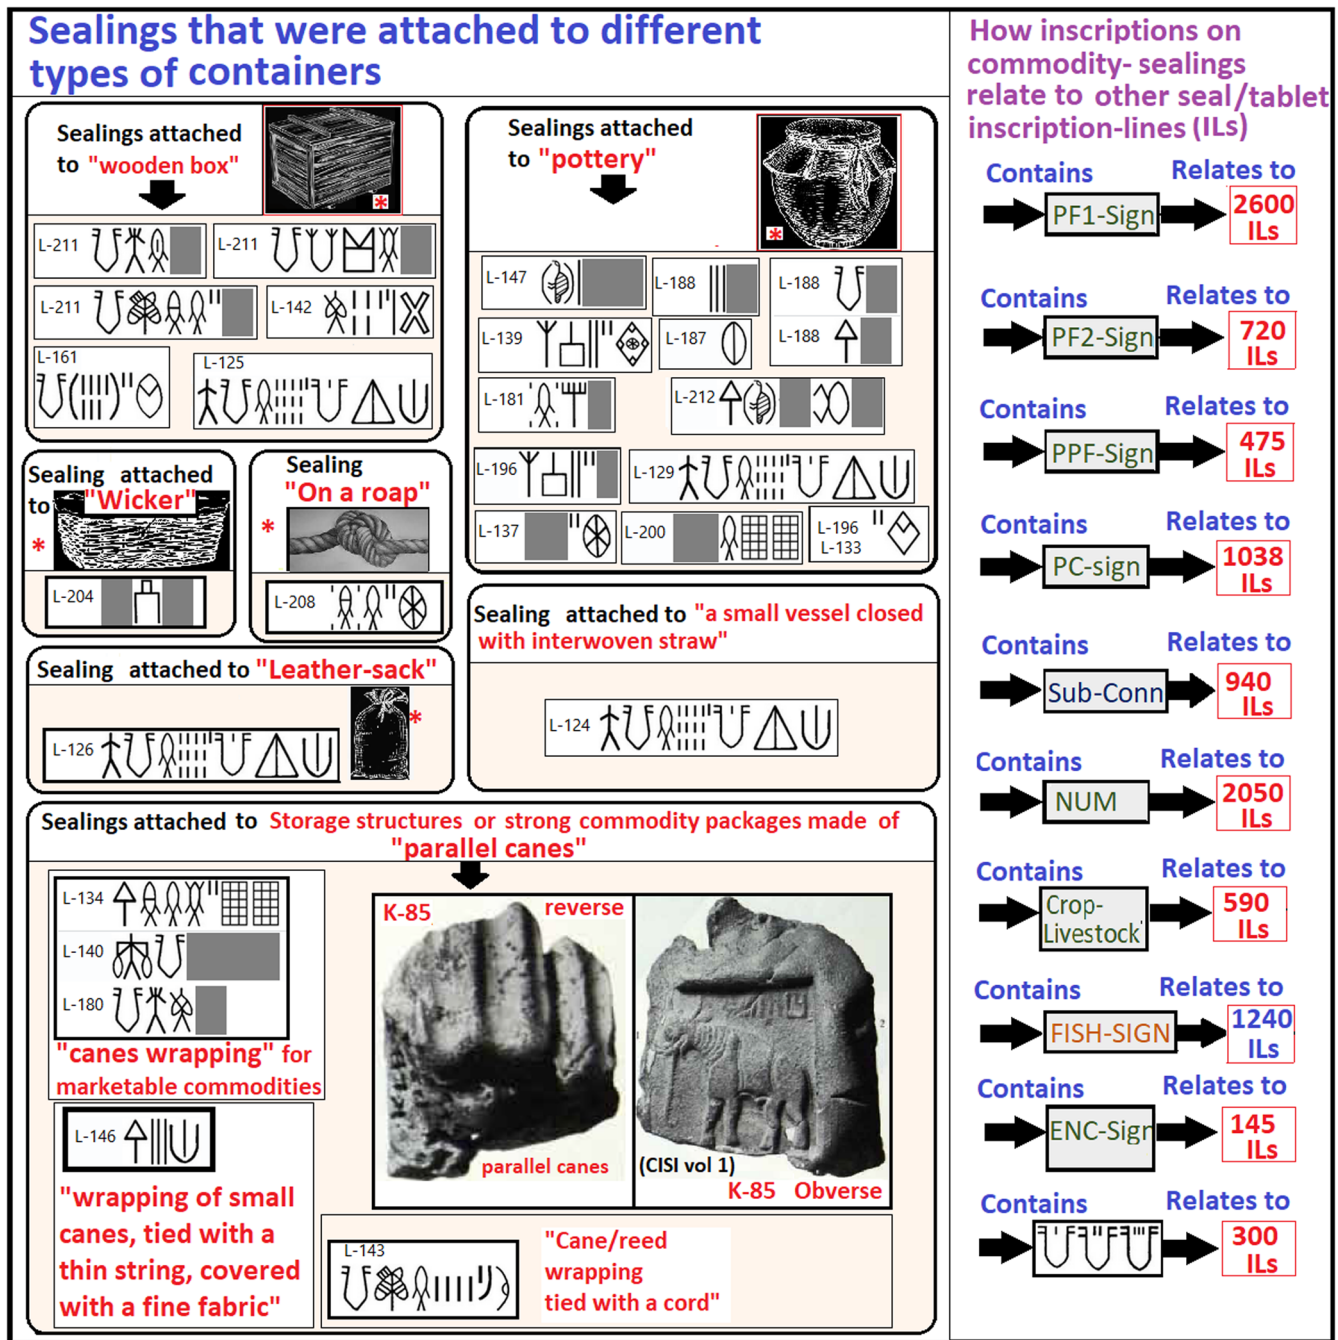 Sealings that were attached to different
types of containers
Sealings attached
to "wooden box"
*
L-211
L-211
L-211
L-142
L-161
L-125
Sealings attached
to "pottery"
*
L-147
L-188
L-188
L-139
L-187
L-188
L-181
L-212
L-196
L-129
L-137
L-200
L-196
L-133
Sealing attached
to "Wicker"
*
L-204
Sealing
"On a roap"
*
L-208
Sealing attached to "a small vessel closed
with interwoven straw"
L-124
Sealing attached to "Leather-sack"
*
L-126
Sealings attached to Storage structures or strong commodity packages made of
"parallel canes"
L-134
L-140
L-180
"canes wrapping" for
marketable commodities
L-146
"wrapping of small
canes, tied with a
thin string, covered
with a fine fabric"
K-85 reverse
parallel canes
(CISI vol 1)
K-85 Obverse
1
2
L-143
"Cane/reed
wrapping
tied with a cord"
How inscriptions on
commodity- sealings
relate to other seal/tablet
inscription-lines (ILs)
Contains Relates to
PF1-Sign 2600
ILs
Contains Relates to
PF2-Sign 720
ILs
Contains Relates to
PPF-Sign 475
ILs
Contains Relates to
PC-sign 1038
ILs
Contains Relates to
Sub-Conn 940
ILs
Contains Relates to
NUM 2050
ILs
Contains Relates to
Crop-
Livestock 590
ILs
Contains Relates to
FISH-SIGN 1240
ILs
Contains Relates to
ENC-Sign 145
ILs
Contains Relates to
300
ILs